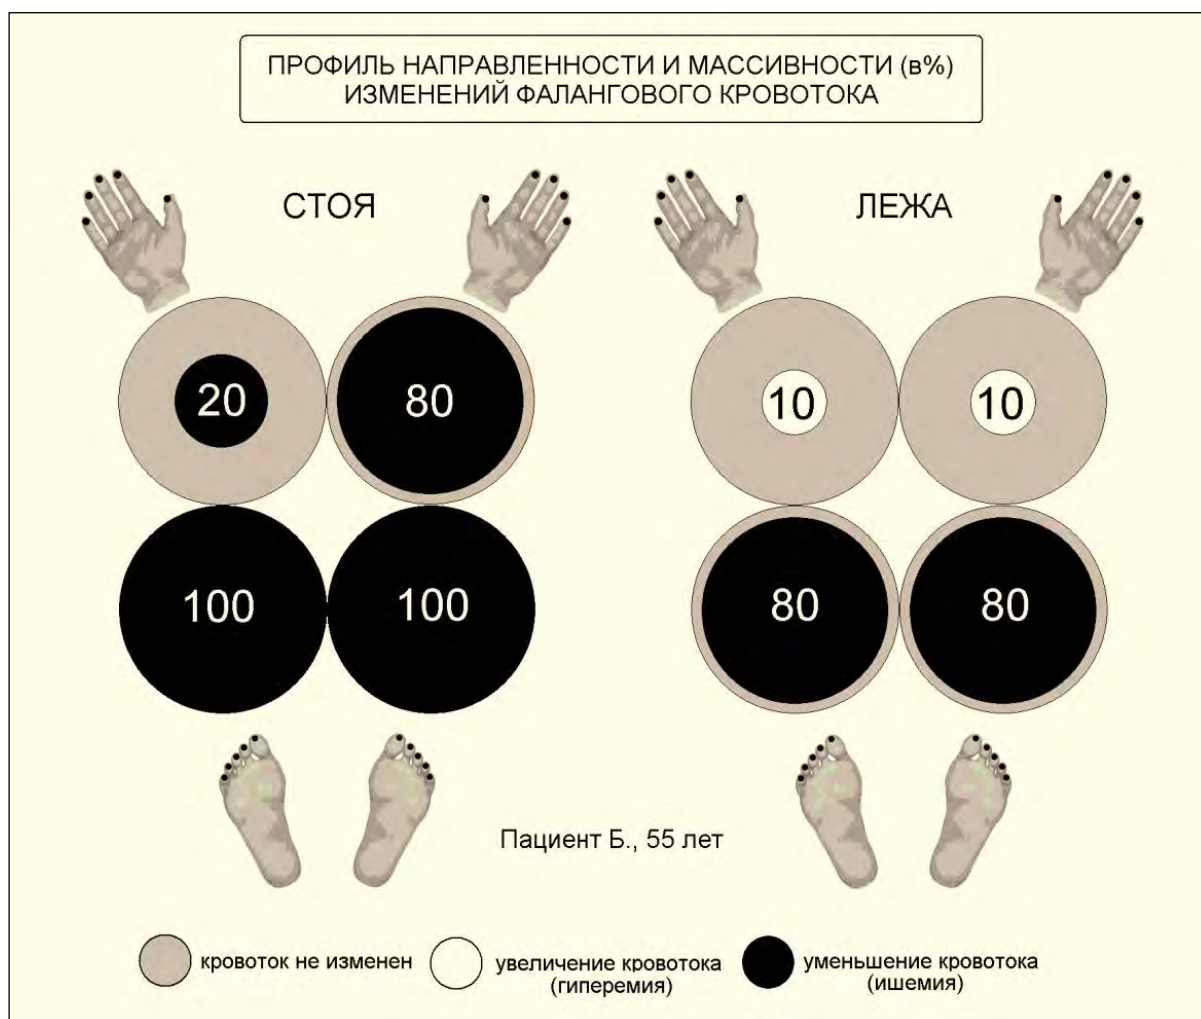 ПРОФИЛЬ НАПРАВЛЕННОСТИ И МАССИВНОСТИ (в%)
ИЗМЕНЕНИЙ ФАЛАНГОВОГО КРОВОТОКА
СТОЯ
ЛЕЖА
20
80
10
10
100
100
80
80
Пациент Б., 55 лет
кровоток не изменен
увеличение кровотока
(гиперемия)
уменьшение кровотока
(ишемия)